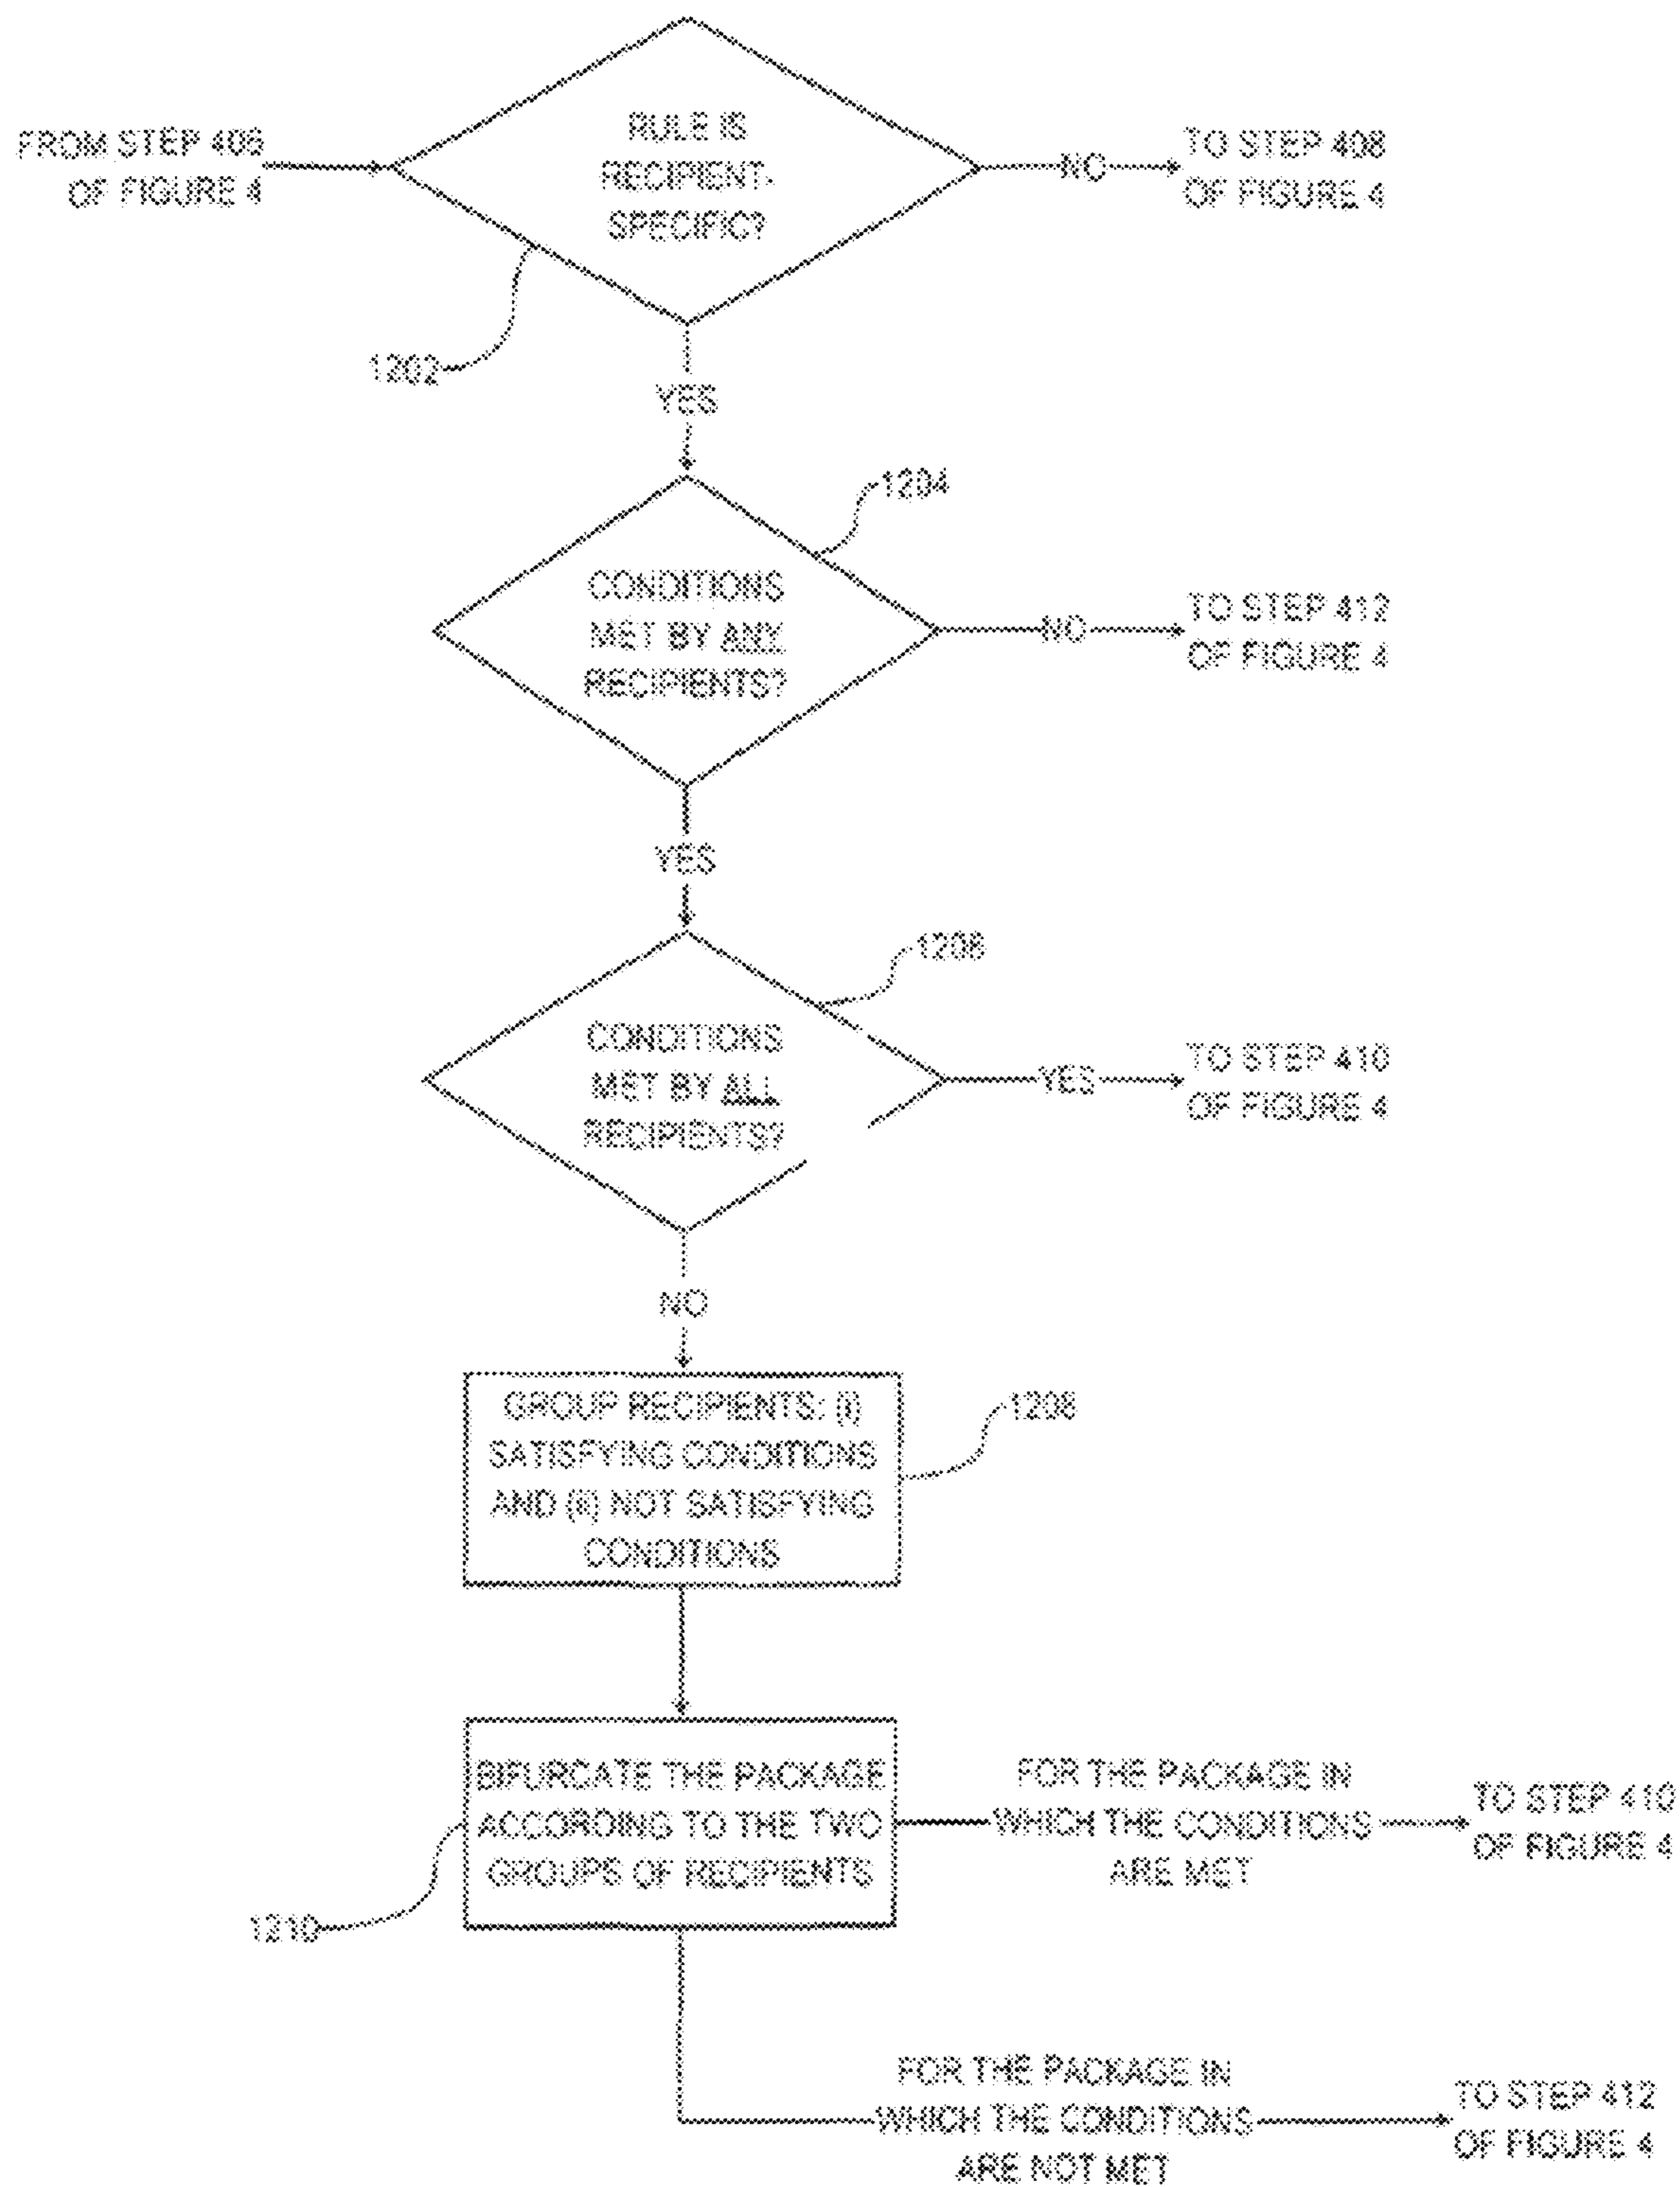 RULE IS
RECIPIENT-
SPECIFIC?
FROM STEP 406
OF FIGURE 4
NO
TO STEP 408
OF FIGURE 4
1202
YES
1204
CONDITIONS
MET BY ANY
RECIPIENTS?
NO
TO STEP 412
OF FIGURE 4
YES
1206
CONDITIONS
MET BY ALL
RECIPIENTS?
YES
TO STEP 410
OF FIGURE 4
NO
GROUP RECIPIENTS: (i)
SATISFYING CONDITIONS
AND (ii) NOT SATISFYING
CONDITIONS
1208
BIFURCATE THE PACKAGE
ACCORDING TO THE TWO
GROUPS OF RECIPIENTS
1210
FOR THE PACKAGE IN
WHICH THE CONDITIONS
ARE MET
TO STEP 410
OF FIGURE 4
FOR THE PACKAGE IN
WHICH THE CONDITIONS
ARE NOT MET
TO STEP 412
OF FIGURE 4